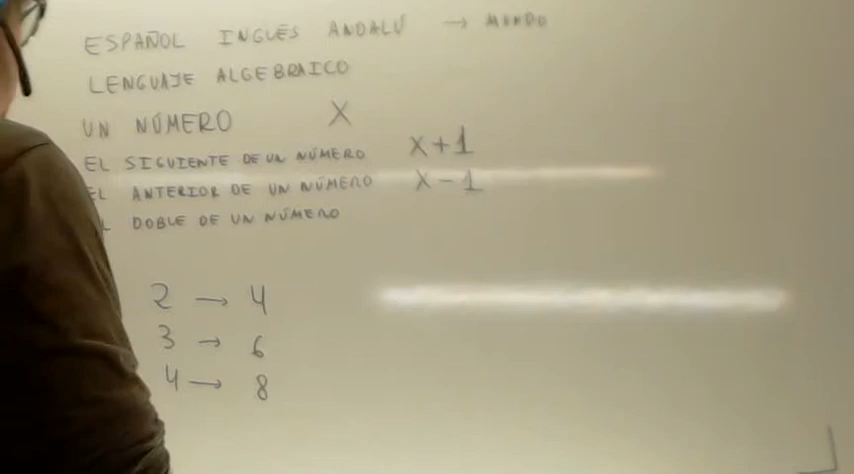 ESPAÑOL INGLÉS ANDALÚ → MUNDO
LENGUAJE ALGEBRAICO
UN NÚMERO X
EL SIGUIENTE DE UN NÚMERO X+1
EL ANTERIOR DE UN NÚMERO X-1
DOBLE DE UN NÚMERO
2 → 4
3 → 6
4 → 8